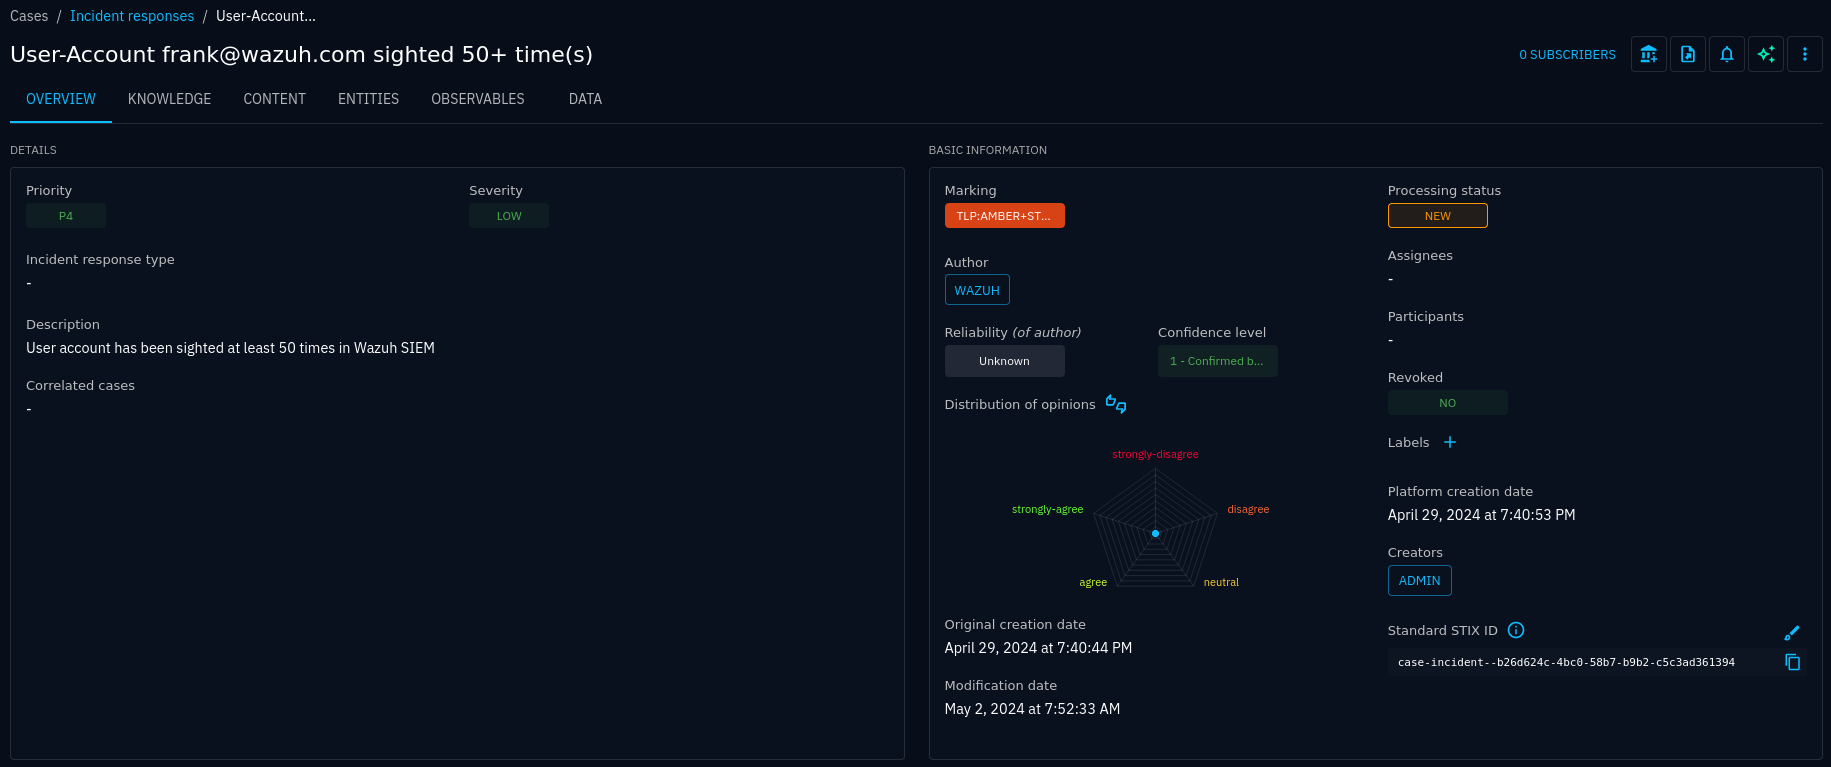 Cases / Incident responses / User-Account...
User-Account frank@wazuh.com sighted 50+ time(s)
0 SUBSCRIBERS
OVERVIEW KNOWLEDGE CONTENT ENTITIES OBSERVABLES DATA
DETAILS
Priority Severity
P4 LOW
Incident response type
-
Description
User account has been sighted at least 50 times in Wazuh SIEM
Correlated cases
-
BASIC INFORMATION
Marking
TLP:AMBER+ST...
Author
WAZUH
Reliability (of author) Confidence level
Unknown 1 - Confirmed b...
Distribution of opinions
strongly-disagree
strongly-agree disagree
agree neutral
Original creation date
April 29, 2024 at 7:40:44 PM
Modification date
May 2, 2024 at 7:52:33 AM
Processing status
NEW
Assignees
-
Participants
-
Revoked
NO
Labels +
Platform creation date
April 29, 2024 at 7:40:53 PM
Creators
ADMIN
Standard STIX ID
case-incident--b26d624c-4bc0-58b7-b9b2-c5c3ad361394